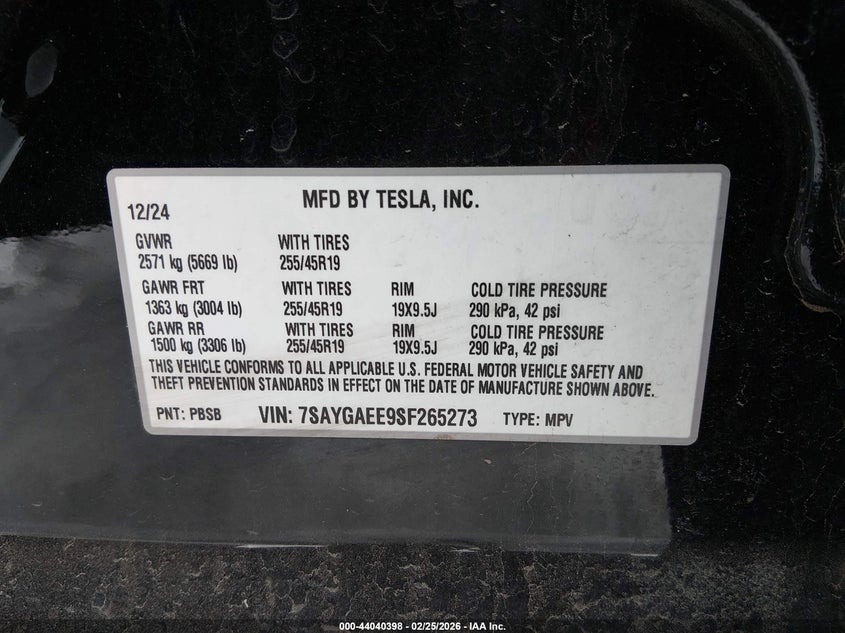 MFD BY TESLA, INC.
12/24
GVWR WITH TIRES
2571 kg (5669 lb) 255/45R19
GAWR FRT WITH TIRES RIM COLD TIRE PRESSURE
1363 kg (3004 lb) 255/45R19 19X9.5J 290 kPa, 42 psi
GAWR RR WITH TIRES RIM COLD TIRE PRESSURE
1500 kg (3306 lb) 255/45R19 19X9.5J 290 kPa, 42 psi
THIS VEHICLE CONFORMS TO ALL APPLICABLE U.S. FEDERAL MOTOR VEHICLE SAFETY AND
THEFT PREVENTION STANDARDS IN EFFECT ON THE DATE OF MANUFACTURE SHOWN ABOVE.
PNT: PBSB VIN: 7SAYGAEE9SF265273 TYPE: MPV
000-44040398 - 02/25/2026 - IAA Inc.